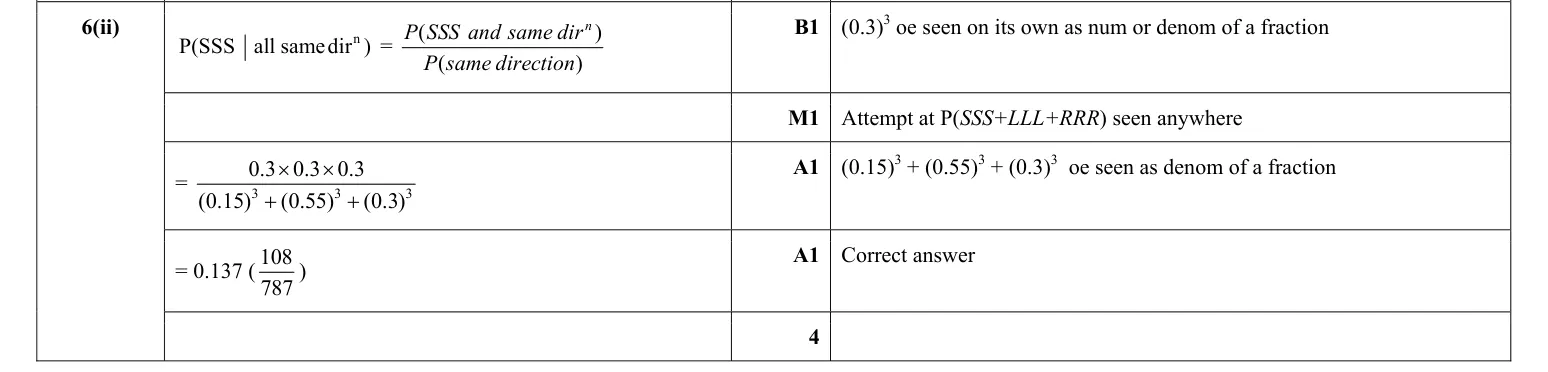 6(ii) P(SSS | all same dirⁿ) = P(SSS and same dirⁿ) / P(same direction) B1 (0.3)³ oe seen on its own as num or denom of a fraction
M1 Attempt at P(SSS+LLL+RRR) seen anywhere
= 0.3 × 0.3 × 0.3 / (0.15)³ + (0.55)³ + (0.3)³ A1 (0.15)³ + (0.55)³ + (0.3)³ oe seen as denom of a fraction
= 0.137 (108/787) A1 Correct answer
4